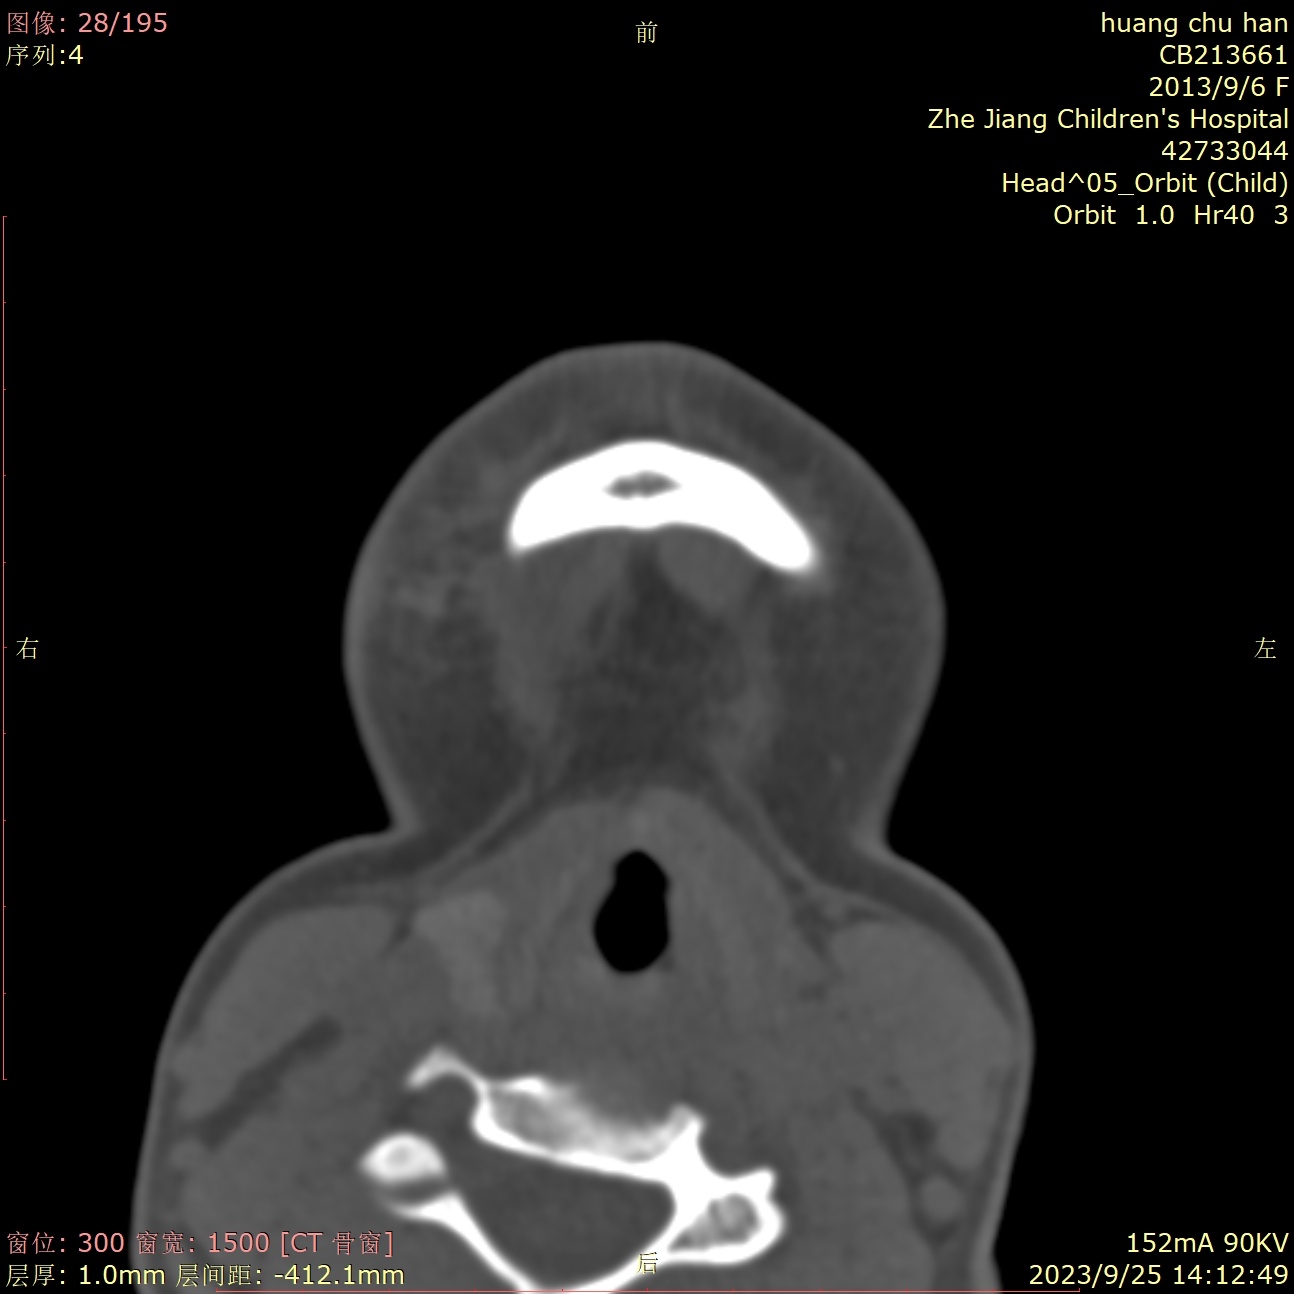 图像: 28/195
序列:4
前
huang chu han
CB213661
2013/9/6 F
Zhe Jiang Children's Hospital
42733044
Head^05_Orbit (Child)
Orbit 1.0 Hr40 3
右
左
窗位: 300 窗宽: 1500 [CT 骨窗]
层厚: 1.0mm 层间距: -412.1mm
后
152mA 90KV
2023/9/25 14:12:49